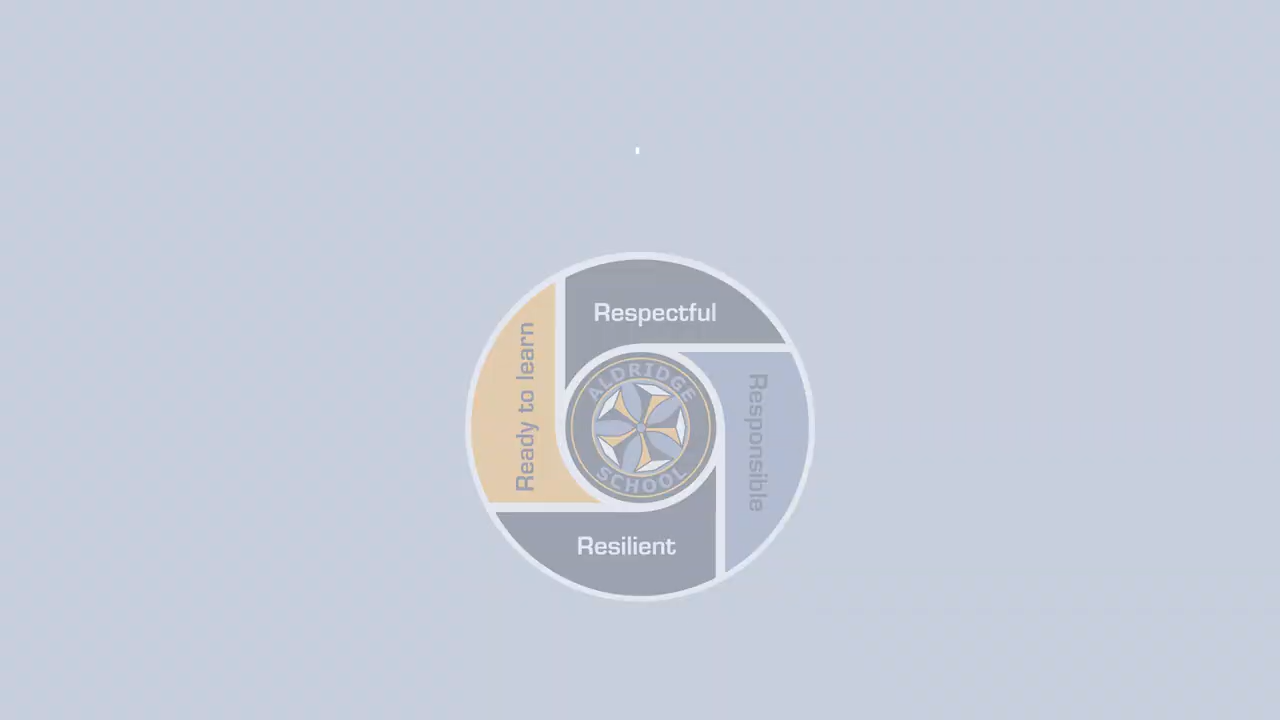 Respectful
Ready to learn
ALDRIDGE
SCHOOL
Responsible
Resilient